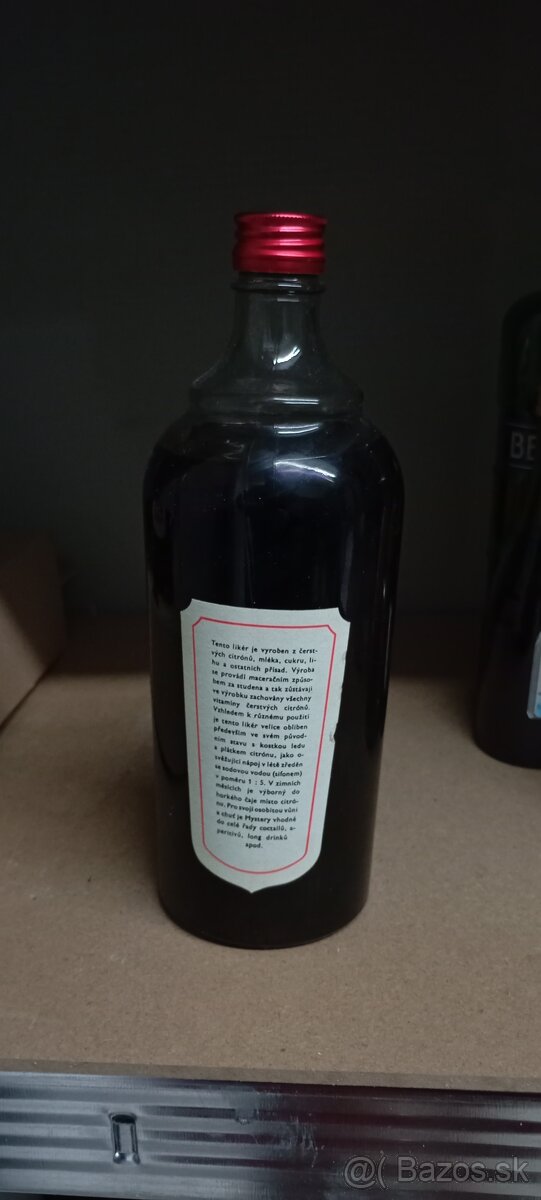 Tento likér je vyroben z čerst-
vých citrónů, mléka, cukru, li-
hu a ostatních přísad. Výroba
se provádí maceračním způso-
bem za studena a tak zůstávají
ve výrobku zachovány všechny
vitaminy čerstvých citrónů.
Vzhledem k různému použití
je tento likér velice oblíben
především ve svém původ-
ním stavu s kostkou ledu
a plátkem citrónu, jako o-
svěžující nápoj v létě zředěn
se sodovou vodou (sifonem)
v poměru 1 : 5. V zimních
měsících je výborný do
horkého čaje místo citró-
nu. Pro svoji osobitou vůni
a chuť je Mystery vhodné
do celé řady coctailů, a-
peritivů, long drinků
apod.
BE
@( Bazos.sk